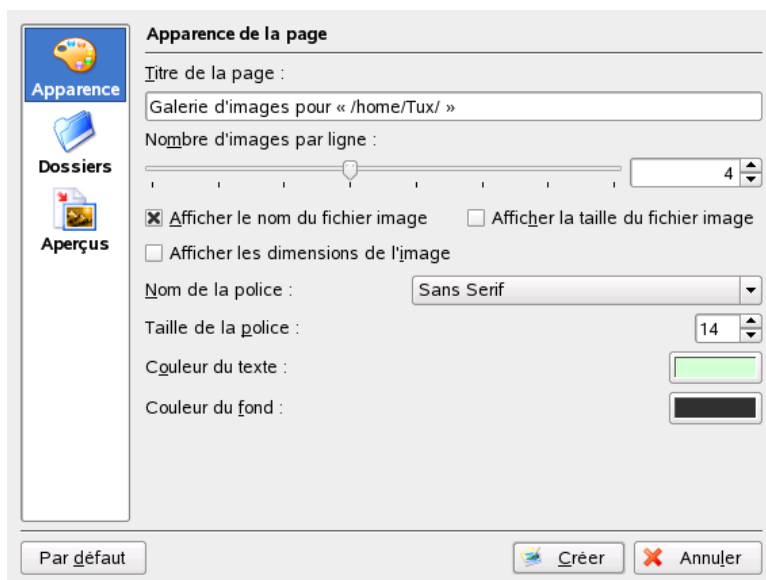 Apparence de la page
Apparence
Dossiers
Aperçus
Titre de la page :
Galerie d'images pour « /home/Tux/ »
Nombre d'images par ligne :
4
Afficher le nom du fichier image
Afficher la taille du fichier image
Afficher les dimensions de l'image
Nom de la police :
Sans Serif
Taille de la police :
14
Couleur du texte :
Couleur du fond :
Par défaut
Créer
Annuler